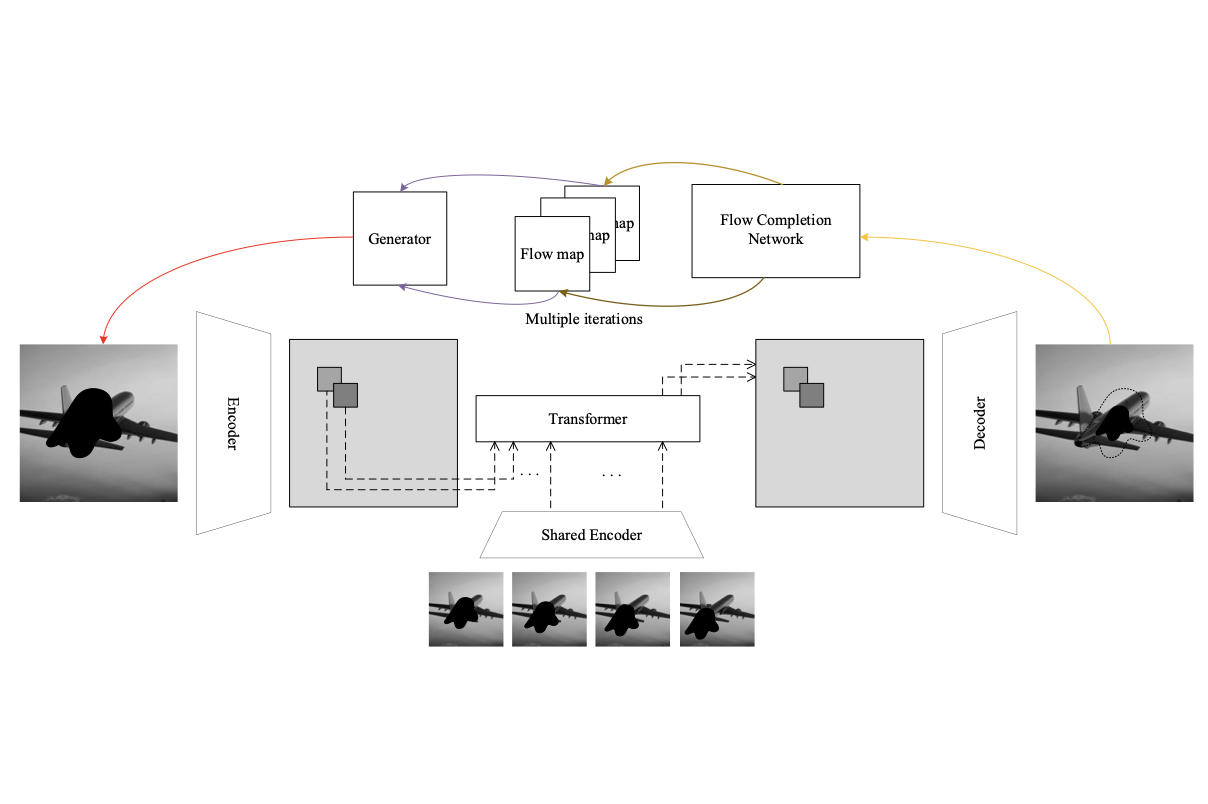 Generator
Flow map
map
map
Flow Completion
Network
Multiple iterations
Encoder
Transformer
Decoder
. . .
. . .
Shared Encoder